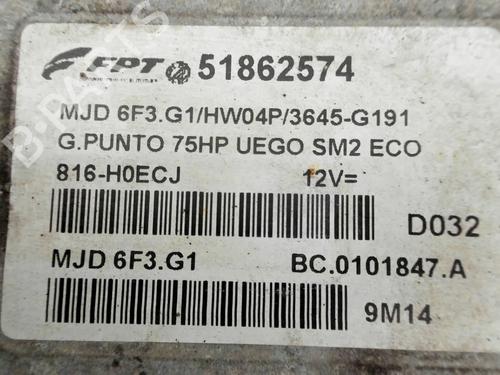 FPT 51862574
MJD 6F3.G1/HW04P/3645-G191
G.PUNTO 75HP UEGO SM2 ECO
816-H0ECJ 12V=
D032
MJD 6F3.G1 BC.0101847.A
9M14
B-PARTS